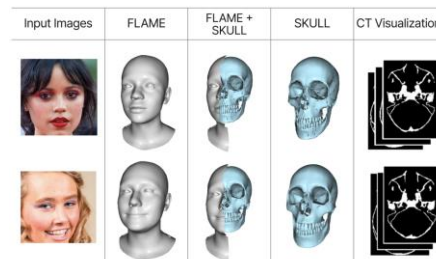 Input Images
FLAME
FLAME +
SKULL
SKULL
CT Visualization